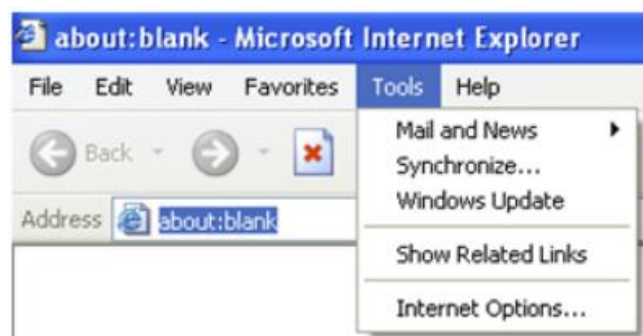 about:blank - Microsoft Internet Explorer
File Edit View Favorites Tools Help
Back
Address about:blank
Mail and News
Synchronize...
Windows Update
Show Related Links
Internet Options...